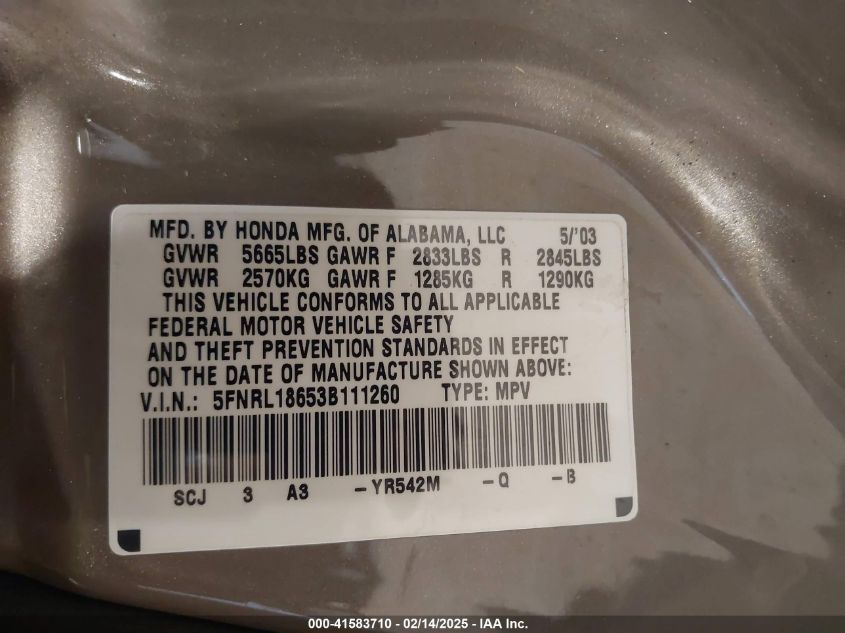 MFD. BY HONDA MFG. OF ALABAMA, LLC 5/'03
GVWR 5665LBS GAWR F 2833LBS R 2845LBS
GVWR 2570KG GAWR F 1285KG R 1290KG
THIS VEHICLE CONFORMS TO ALL APPLICABLE
FEDERAL MOTOR VEHICLE SAFETY
AND THEFT PREVENTION STANDARDS IN EFFECT
ON THE DATE OF MANUFACTURE SHOWN ABOVE:
V.I.N.: 5FNRL18653B111260 TYPE: MPV
SCJ 3 A3 -YR542M -Q -B
000-41583710 - 02/14/2025 - IAA Inc.